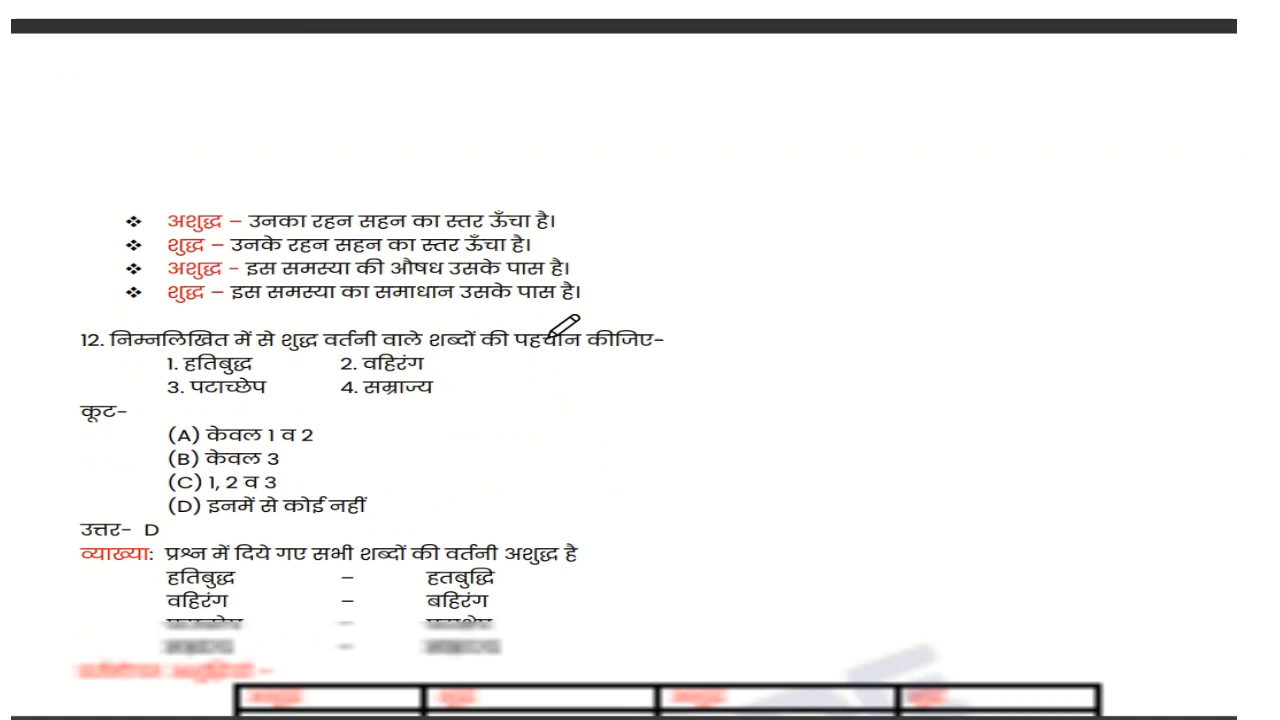 ❖ अशुद्ध – उनका रहन सहन का स्तर ऊँचा है।
❖ शुद्ध – उनके रहन सहन का स्तर ऊँचा है।
❖ अशुद्ध - इस समस्या की औषध उसके पास है।
❖ शुद्ध – इस समस्या का समाधान उसके पास है।
12. निम्नलिखित में से शुद्ध वर्तनी वाले शब्दों की पहचान कीजिए-
1. हतिबुद्ध 2. वहिरंग
3. पटाच्छेप 4. सम्राज्य
कूट-
(A) केवल 1 व 2
(B) केवल 3
(C) 1, 2 व 3
(D) इनमें से कोई नहीं
उत्तर- D
व्याख्या: प्रश्न में दिये गए सभी शब्दों की वर्तनी अशुद्ध है
हतिबुद्ध – हतबुद्धि
वहिरंग – बहिरंग